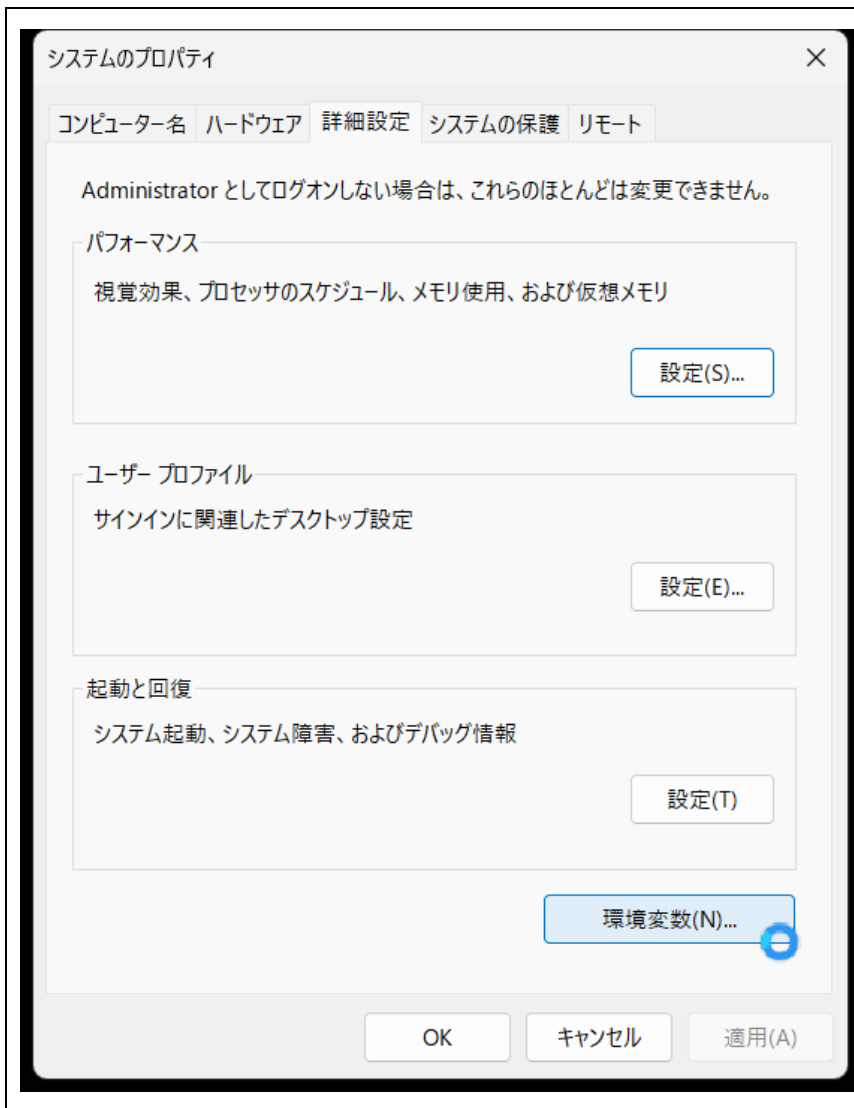 システムのプロパティ
コンピューター名 ハードウェア 詳細設定 システムの保護 リモート
Administrator としてログオンしない場合は、これらのほとんどは変更できません。
パフォーマンス
視覚効果、プロセッサのスケジュール、メモリ使用、および仮想メモリ
設定(S)...
ユーザー プロファイル
サインインに関連したデスクトップ設定
設定(E)...
起動と回復
システム起動、システム障害、およびデバッグ情報
設定(T)
環境変数(N)...
OK キャンセル 適用(A)